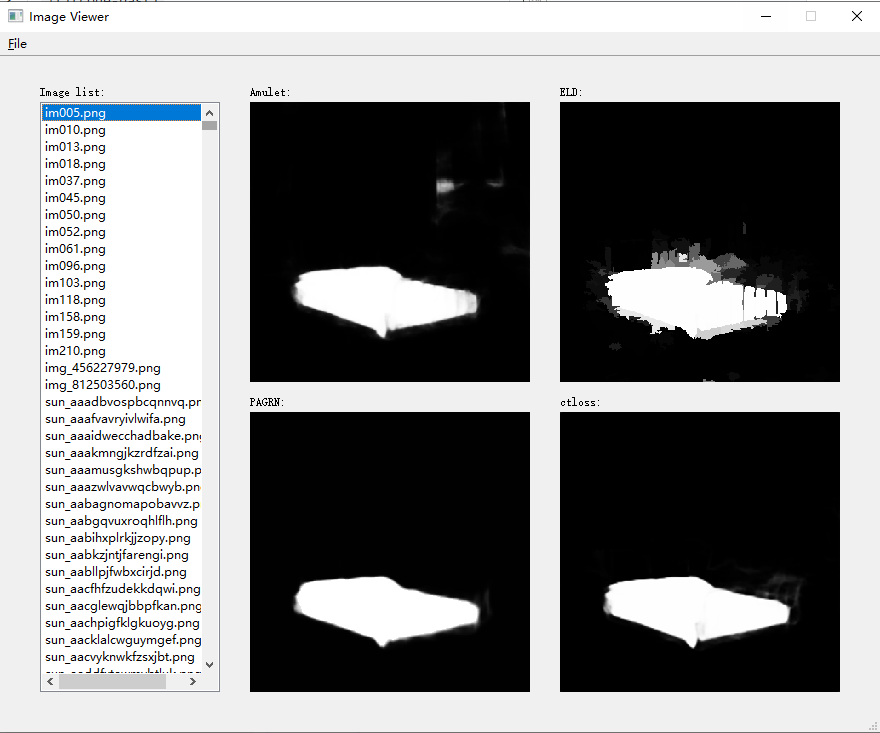 Image Viewer
File
Image list:
im005.png
im010.png
im013.png
im018.png
im037.png
im045.png
im050.png
im052.png
im061.png
im096.png
im103.png
im118.png
im158.png
im159.png
im210.png
img_456227979.png
img_812503560.png
sun_aaadbvospbcqnnvq.pn
sun_aaafvavryivlwifa.png
sun_aaaidwecchadbake.png
sun_aaakmngjkzrdfzai.png
sun_aaamusgkshwbqpup.p
sun_aaazwlvavwqcbwyb.pn
sun_aabagnomapobavvz.p
sun_aabgqvuxroqhlflh.png
sun_aabihxplrkjjzopy.png
sun_aabkzjntjfarengi.png
sun_aabllpjfwbxcirjd.png
sun_aacfhfzudekkdqwi.png
sun_aacglewqjbbpfkan.png
sun_aachpigfklgkuoyg.png
sun_aacklalcwguymgef.png
sun_aacvyknwkfzsxjbt.png
Amulet:
ELD:
PAGRN:
ctloss: